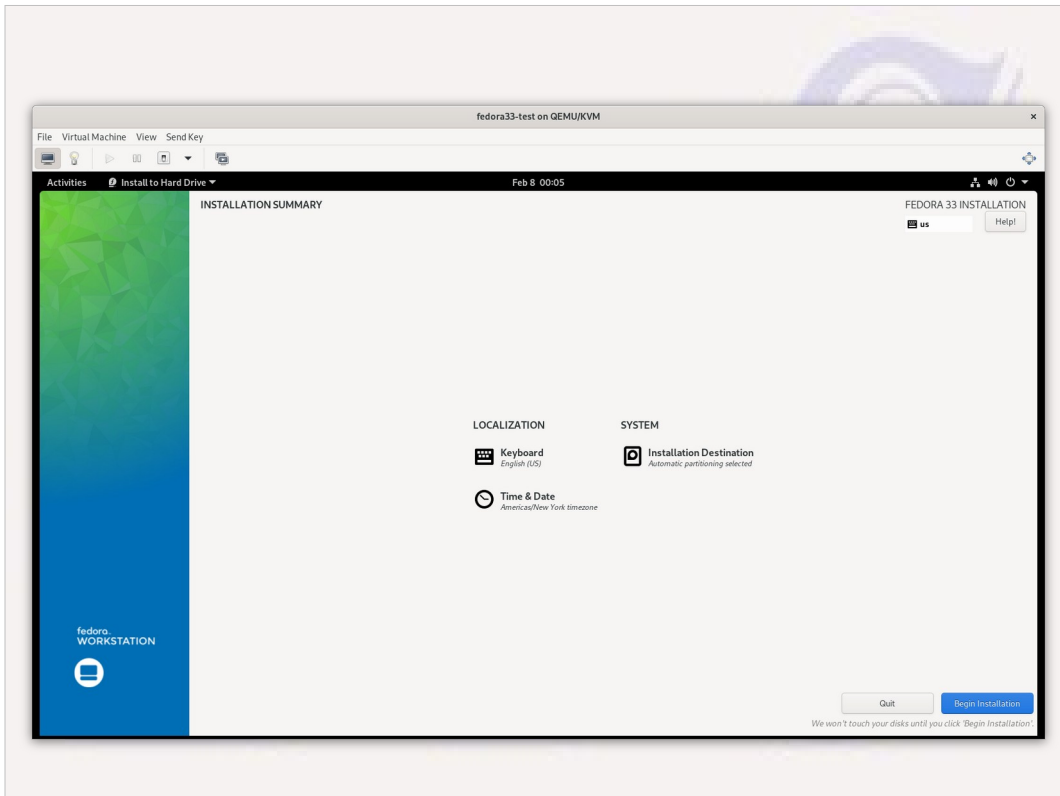 fedora33-test on QEMU/KVM ×
File Virtual Machine View Send Key
Activities Install to Hard Drive Feb 8 00:05
INSTALLATION SUMMARY FEDORA 33 INSTALLATION
us Help!
LOCALIZATION SYSTEM
Keyboard Installation Destination
English (US) Automatic partitioning selected
Time & Date
Americas/New York timezone
fedora.
WORKSTATION
Quit Begin Installation
We won't touch your disks until you click 'Begin Installation'.